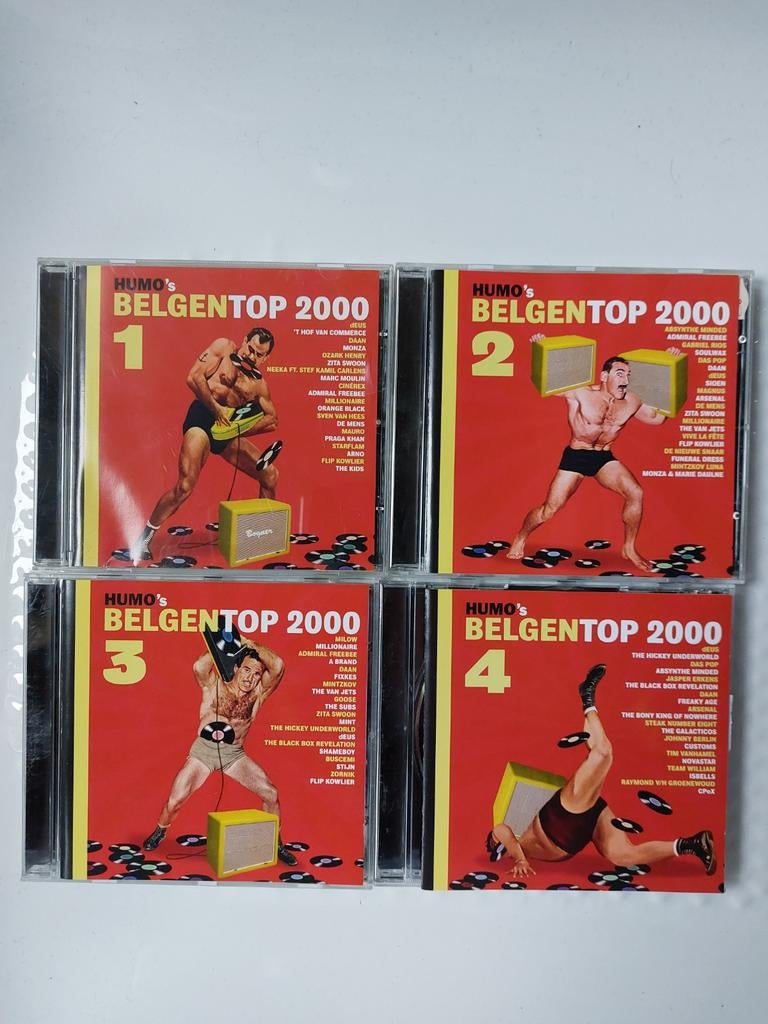 HUMO's
BELGENTOP 2000
1
dEUS
'T HOF VAN COMMERCE
DAAN
MONZA
OZARK HENRY
ZITA SWOON
NEEKA FT. STEF KAMIL CARLENS
MARC MOULIN
CINÉREX
ADMIRAL FREEBEE
MILLIONAIRE
ORANGE BLACK
SVEN VAN HEES
DE MENS
MAURO
PRAGA KHAN
STARFLAM
ARNO
FLIP KOWLIER
THE KIDS
Bogner
HUMO's
BELGENTOP 2000
2
ABSYNTHE MINDED
ADMIRAL FREEBEE
GABRIEL RIOS
SOULWAX
DAS POP
DAAN
dEUS
SIOEN
MAGNUS
ARSENAL
DE MENS
ZITA SWOON
MILLIONAIRE
THE VAN JETS
VIVE LA FÊTE
FLIP KOWLIER
DE NIEUWE SNAAR
FUNERAL DRESS
MINTZKOV LUNA
MONZA & MARIE DAULNE
HUMO's
BELGENTOP 2000
3
MILOW
MILLIONAIRE
ADMIRAL FREEBEE
A BRAND
DAAN
FIXKES
MINTZKOV
THE VAN JETS
GOOSE
THE SUBS
ZITA SWOON
MINT
THE HICKEY UNDERWORLD
dEUS
THE BLACK BOX REVELATION
SHAMEBOY
BUSCEMI
STIJN
ZORNIK
FLIP KOWLIER
HUMO's
BELGENTOP 2000
4
dEUS
THE HICKEY UNDERWORLD
DAS POP
ABSYNTHE MINDED
JASPER ERKENS
THE BLACK BOX REVELATION
DAAN
FREAKY AGE
ARSENAL
THE BONY KING OF NOWHERE
STEAK NUMBER EIGHT
THE GALACTICOS
JOHNNY BERLIN
CUSTOMS
TIM VANHAMEL
NOVASTAR
TEAM WILLIAM
ISBELLS
RAYMOND V/H GROENEWOUD
CPeX